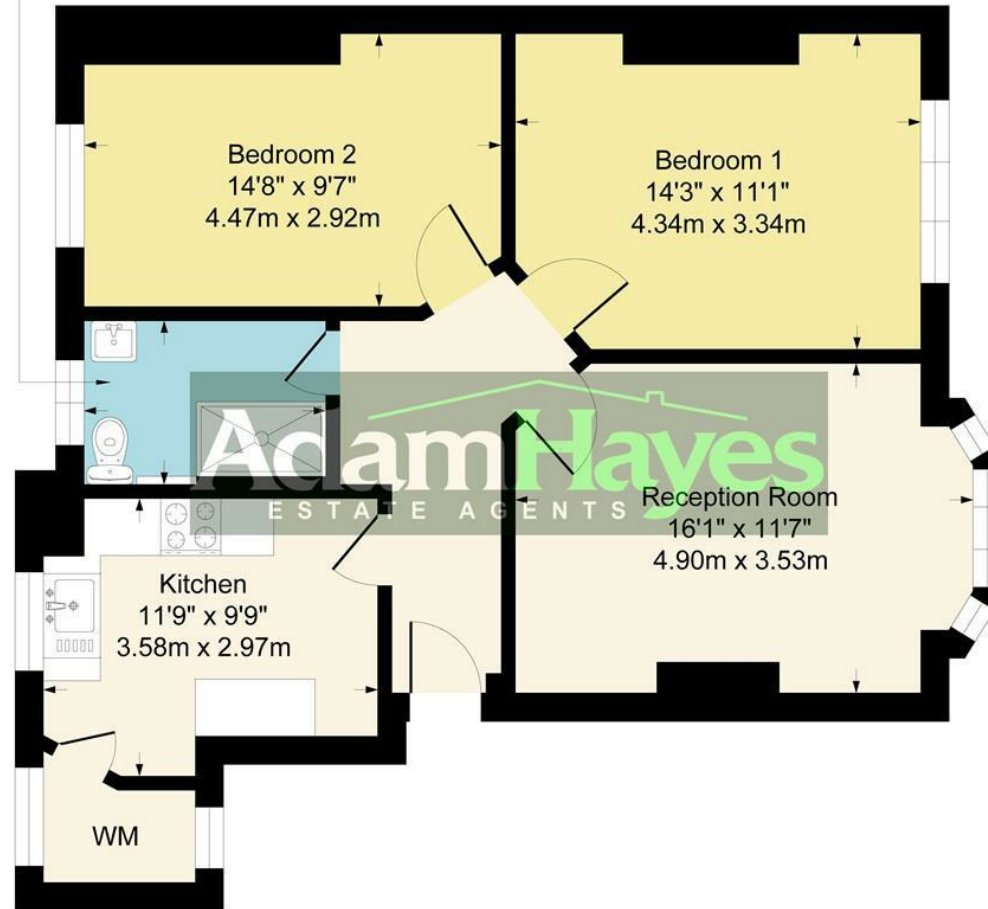 Bedroom 2
14'8" x 9'7"
4.47m x 2.92m
Bedroom 1
14'3" x 11'1"
4.34m x 3.34m
AdamHayes
ESTATE AGENTS
Reception Room
16'1" x 11'7"
4.90m x 3.53m
Kitchen
11'9" x 9'9"
3.58m x 2.97m
WM